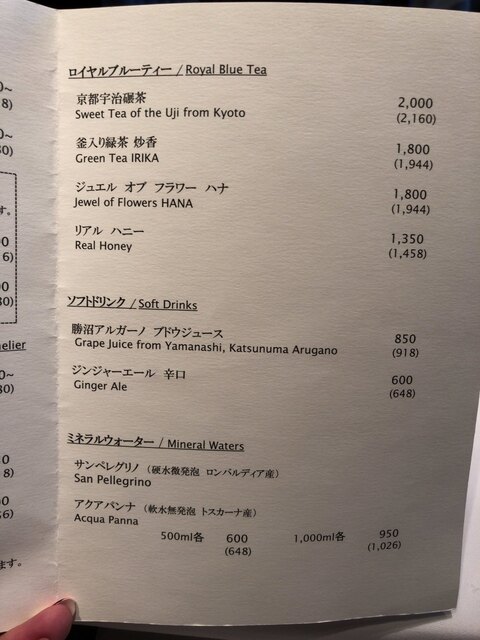 ロイヤルブルーティー / Royal Blue Tea
京都宇治碾茶
Sweet Tea of the Uji from Kyoto
2,000
(2,160)
釜入り緑茶 炒香
Green Tea IRIKA
1,800
(1,944)
ジュエル オブ フラワー ハナ
Jewel of Flowers HANA
1,800
(1,944)
リアル ハニー
Real Honey
1,350
(1,458)
ソフトドリンク / Soft Drinks
勝沼アルガーノ ブドウジュース
Grape Juice from Yamanashi, Katsunuma Arugano
850
(918)
ジンジャーエール 辛口
Ginger Ale
600
(648)
ミネラルウォーター / Mineral Waters
サンペレグリノ (硬水微発泡 ロンバルディア産)
San Pellegrino
アクアパンナ (軟水無発泡 トスカーナ産)
Acqua Panna
500ml各 600 1,000ml各 950
(648) (1,026)